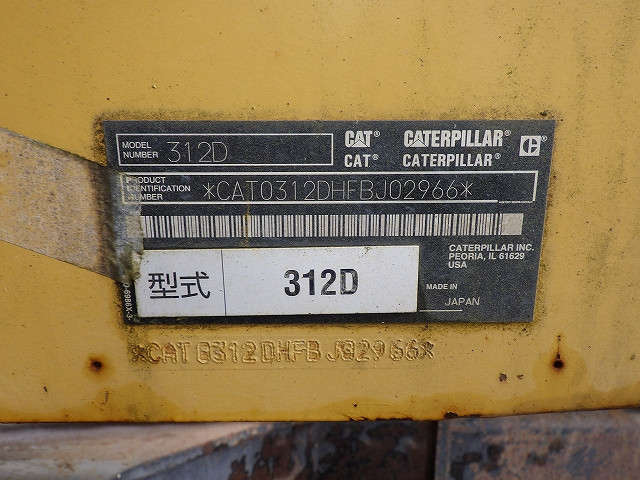 MODEL NUMBER 312D
CAT® CATERPILLAR®
CAT® CATERPILLAR®
PRODUCT IDENTIFICATION NUMBER *CAT0312DHFBJ02966*
CATERPILLAR INC.
PEORIA, IL 61629
USA
型式 312D
MADE IN
JAPAN
*CAT0312DHFBJ02966*